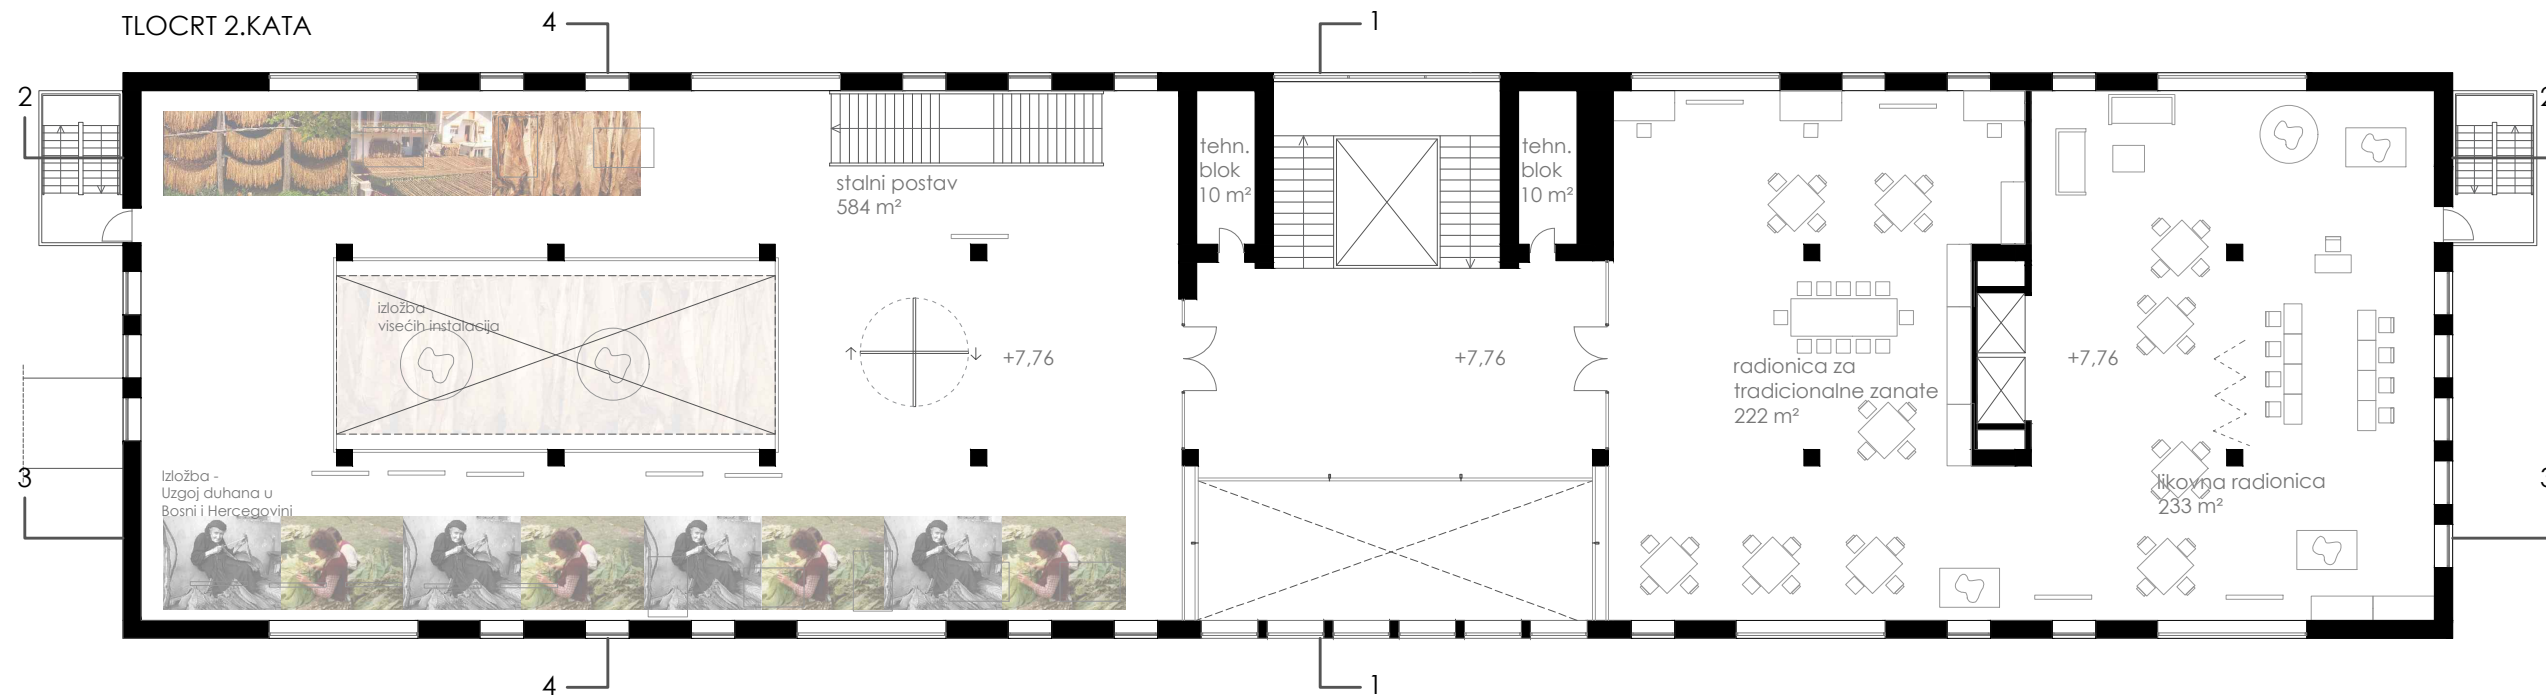 TLOCRT 2.KATA
4
1
2
2
tehn.
blok
10 m²
tehn.
blok
10 m²
stalni postav
584 m²
izložba
visećih instalacija
+7,76
+7,76
+7,76
radionica za
tradicionalne zanate
222 m²
3
3
Izložba -
Uzgoj duhana u
Bosni i Hercegovini
likovna radionica
233 m²
4
1